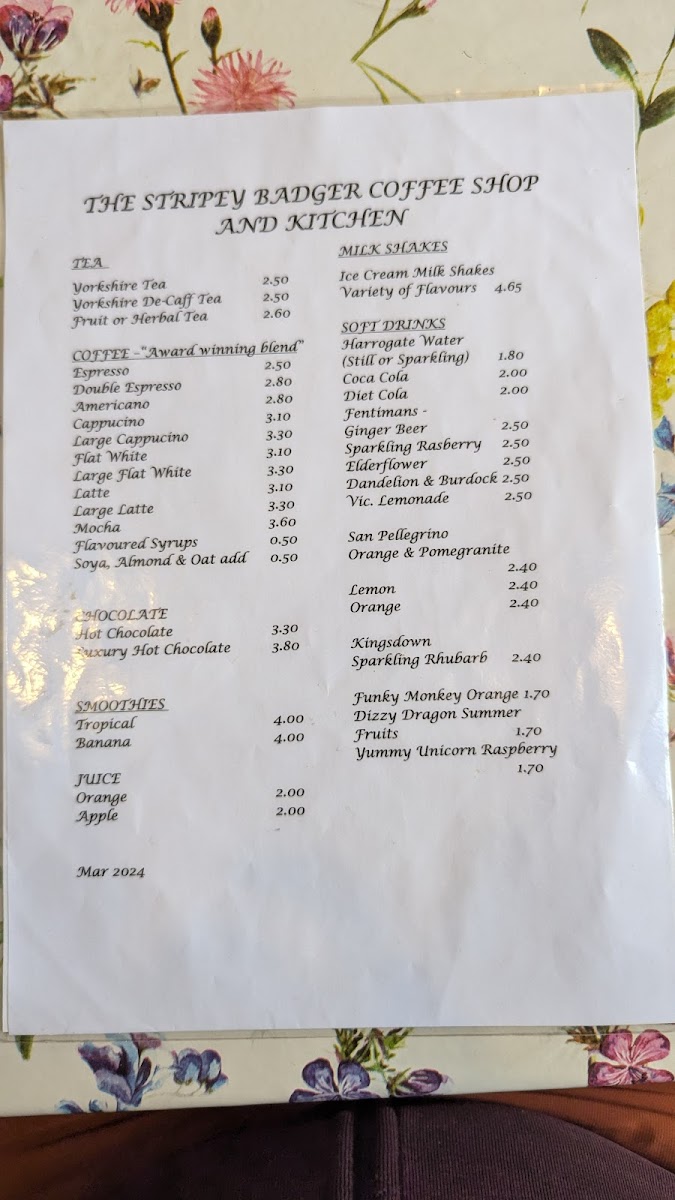 THE STRIPEY BADGER COFFEE SHOP
AND KITCHEN
TEA
Yorkshire Tea 2.50
Yorkshire De-Caff Tea 2.50
Fruit or Herbal Tea 2.60
COFFEE -"Award winning blend"
Espresso 2.50
Double Espresso 2.80
Americano 2.80
Cappucino 3.10
Large Cappucino 3.30
Flat White 3.10
Large Flat White 3.30
Latte 3.10
Large Latte 3.30
Mocha 3.60
Flavoured Syrups 0.50
Soya, Almond & Oat add 0.50
CHOCOLATE
Hot Chocolate 3.30
Luxury Hot Chocolate 3.80
SMOOTHIES
Tropical 4.00
Banana 4.00
JUICE
Orange 2.00
Apple 2.00
Mar 2024
MILK SHAKES
Ice Cream Milk Shakes
Variety of Flavours 4.65
SOFT DRINKS
Harrogate Water
(Still or Sparkling) 1.80
Coca Cola 2.00
Diet Cola 2.00
Fentimans -
Ginger Beer 2.50
Sparkling Rasberry 2.50
Elderflower 2.50
Dandelion & Burdock 2.50
Vic. Lemonade 2.50
San Pellegrino
Orange & Pomegranite
2.40
Lemon 2.40
Orange 2.40
Kingsdown
Sparkling Rhubarb 2.40
Funky Monkey Orange 1.70
Dizzy Dragon Summer
Fruits 1.70
Yummy Unicorn Raspberry
1.70